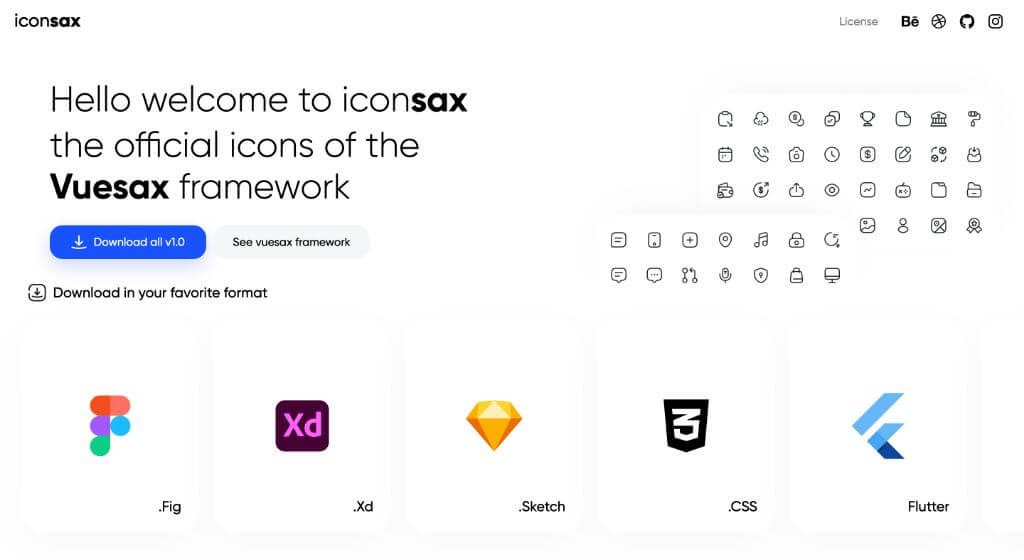 iconsax
License
Bē
Hello welcome to iconsax
the official icons of the
Vuesax framework
Download all v1.0
See vuesax framework
Download in your favorite format
Xd
3
.Fig
.Xd
.Sketch
.CSS
Flutter